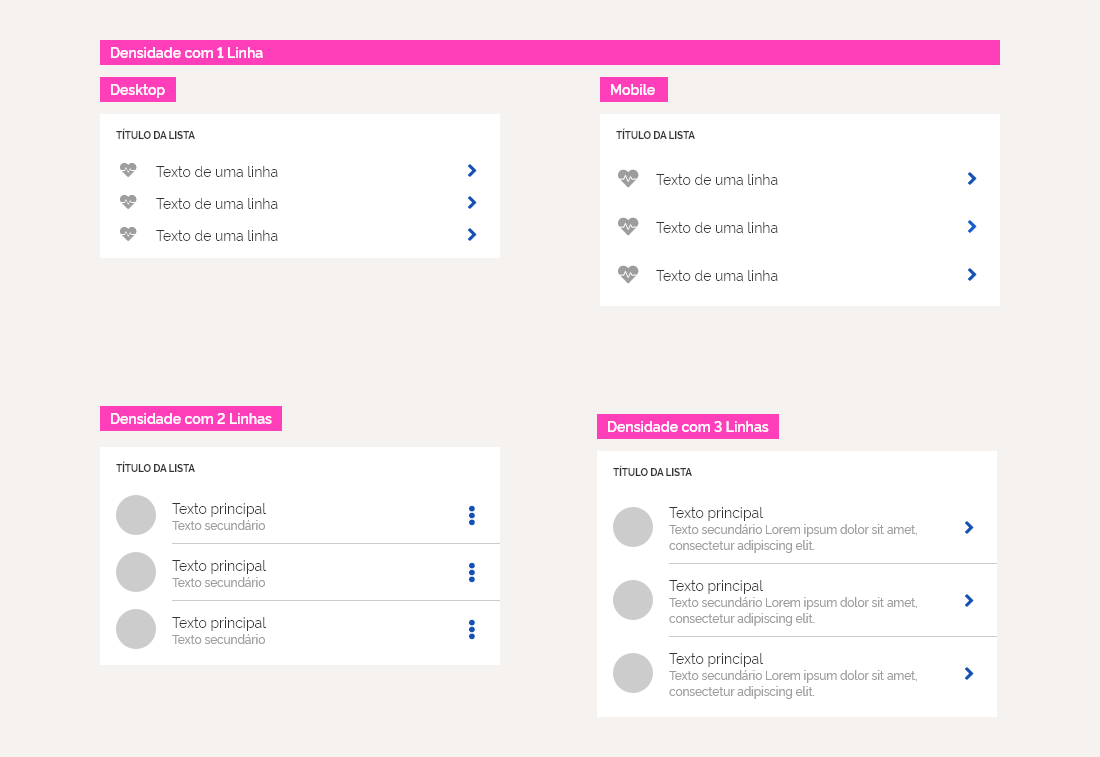 Densidade com 1 Linha
Desktop
TÍTULO DA LISTA
Texto de uma linha
Texto de uma linha
Texto de uma linha
Mobile
TÍTULO DA LISTA
Texto de uma linha
Texto de uma linha
Texto de uma linha
Densidade com 2 Linhas
TÍTULO DA LISTA
Texto principal
Texto secundário
Texto principal
Texto secundário
Texto principal
Texto secundário
Densidade com 3 Linhas
TÍTULO DA LISTA
Texto principal
Texto secundário Lorem ipsum dolor sit amet,
consectetur adipiscing elit.
Texto principal
Texto secundário Lorem ipsum dolor sit amet,
consectetur adipiscing elit.
Texto principal
Texto secundário Lorem ipsum dolor sit amet,
consectetur adipiscing elit.